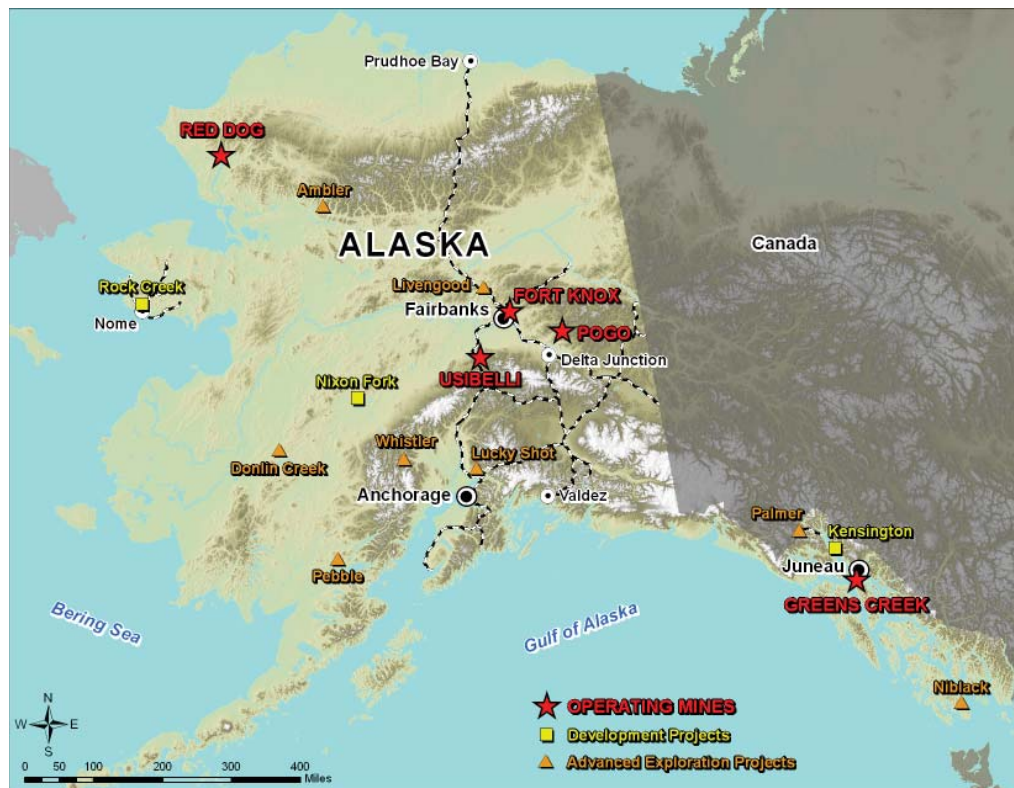 Prudhoe Bay
RED DOG
Ambler
ALASKA
Canada
Rock Creek
Nome
Livengood
FORT KNOX
Fairbanks
POGO
Delta Junction
USIBELLI
Nixon Fork
Whistler
Lucky Shot
Donlin Creek
Anchorage
Valdez
Palmer
Kensington
Juneau
Pebble
GREENS CREEK
Bering Sea
Gulf of Alaska
Niblack
N
W E
S
OPERATING MINES
Development Projects
Advanced Exploration Projects
0 50 100 200 300 400
Miles